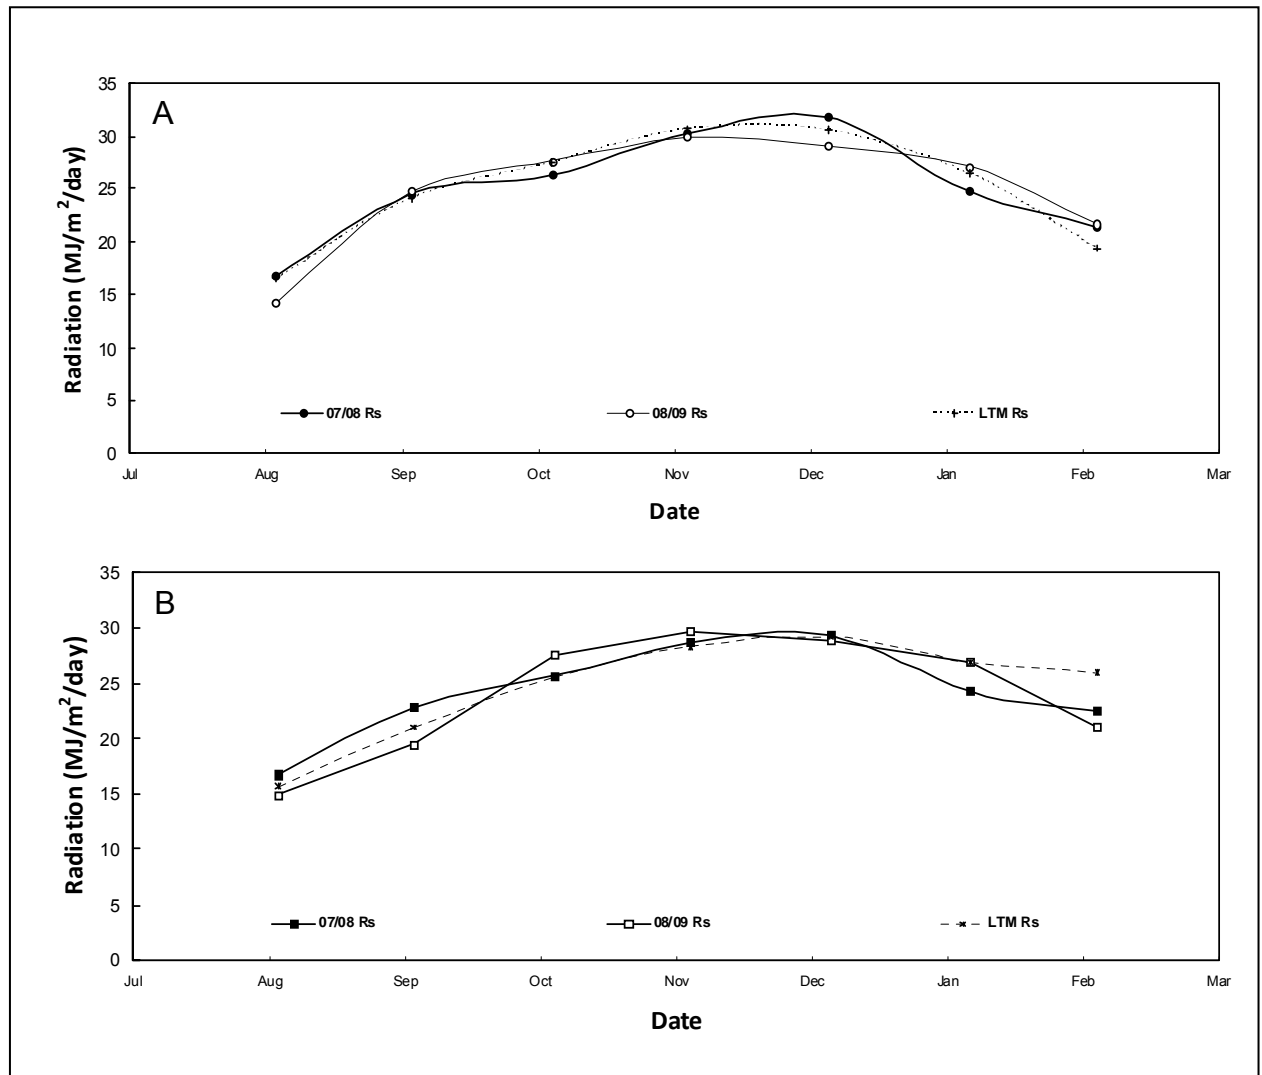 A
35
30
25
20
15
10
5
0
Radiation (MJ/m²/day)
07/08 Rs 08/09 Rs LTM Rs
Jul Aug Sep Oct Nov Dec Jan Feb Mar
Date
B
35
30
25
20
15
10
5
0
Radiation (MJ/m²/day)
07/08 Rs 08/09 Rs LTM Rs
Jul Aug Sep Oct Nov Dec Jan Feb Mar
Date